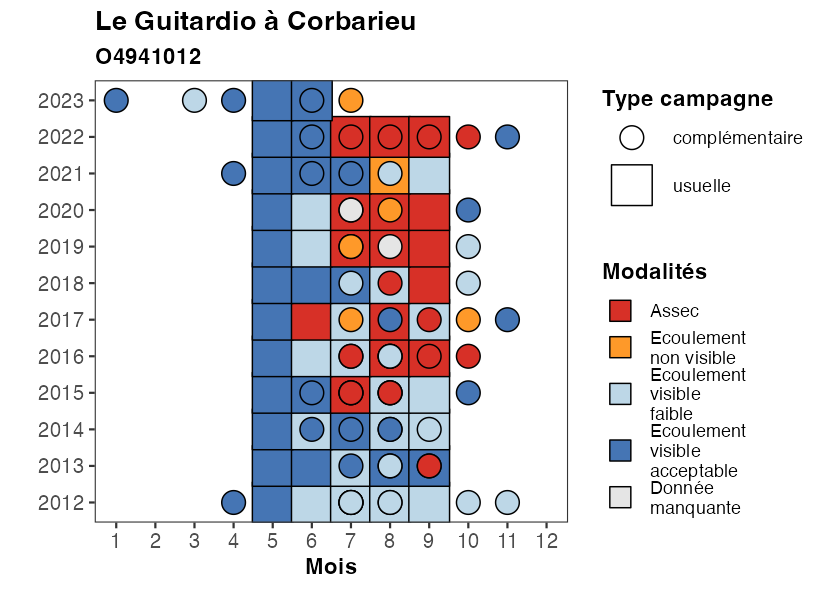 Le Guitardio à Corbarieu
O4941012
2023
2022
2021
2020
2019
2018
2017
2016
2015
2014
2013
2012
1 2 3 4 5 6 7 8 9 10 11 12
Mois
Type campagne
complémentaire
usuelle
Modalités
Assec
Ecoulement
non visible
Ecoulement
visible
faible
Ecoulement
visible
acceptable
Donnée
manquante